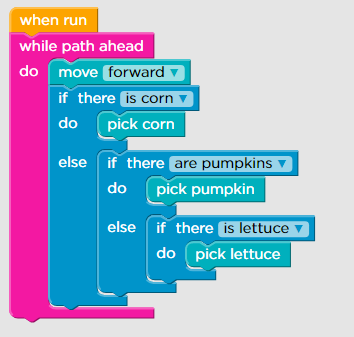 when run
while path ahead
do move forward ▼
if there is corn ▼
do pick corn
else if there are pumpkins ▼
do pick pumpkin
else if there is lettuce ▼
do pick lettuce